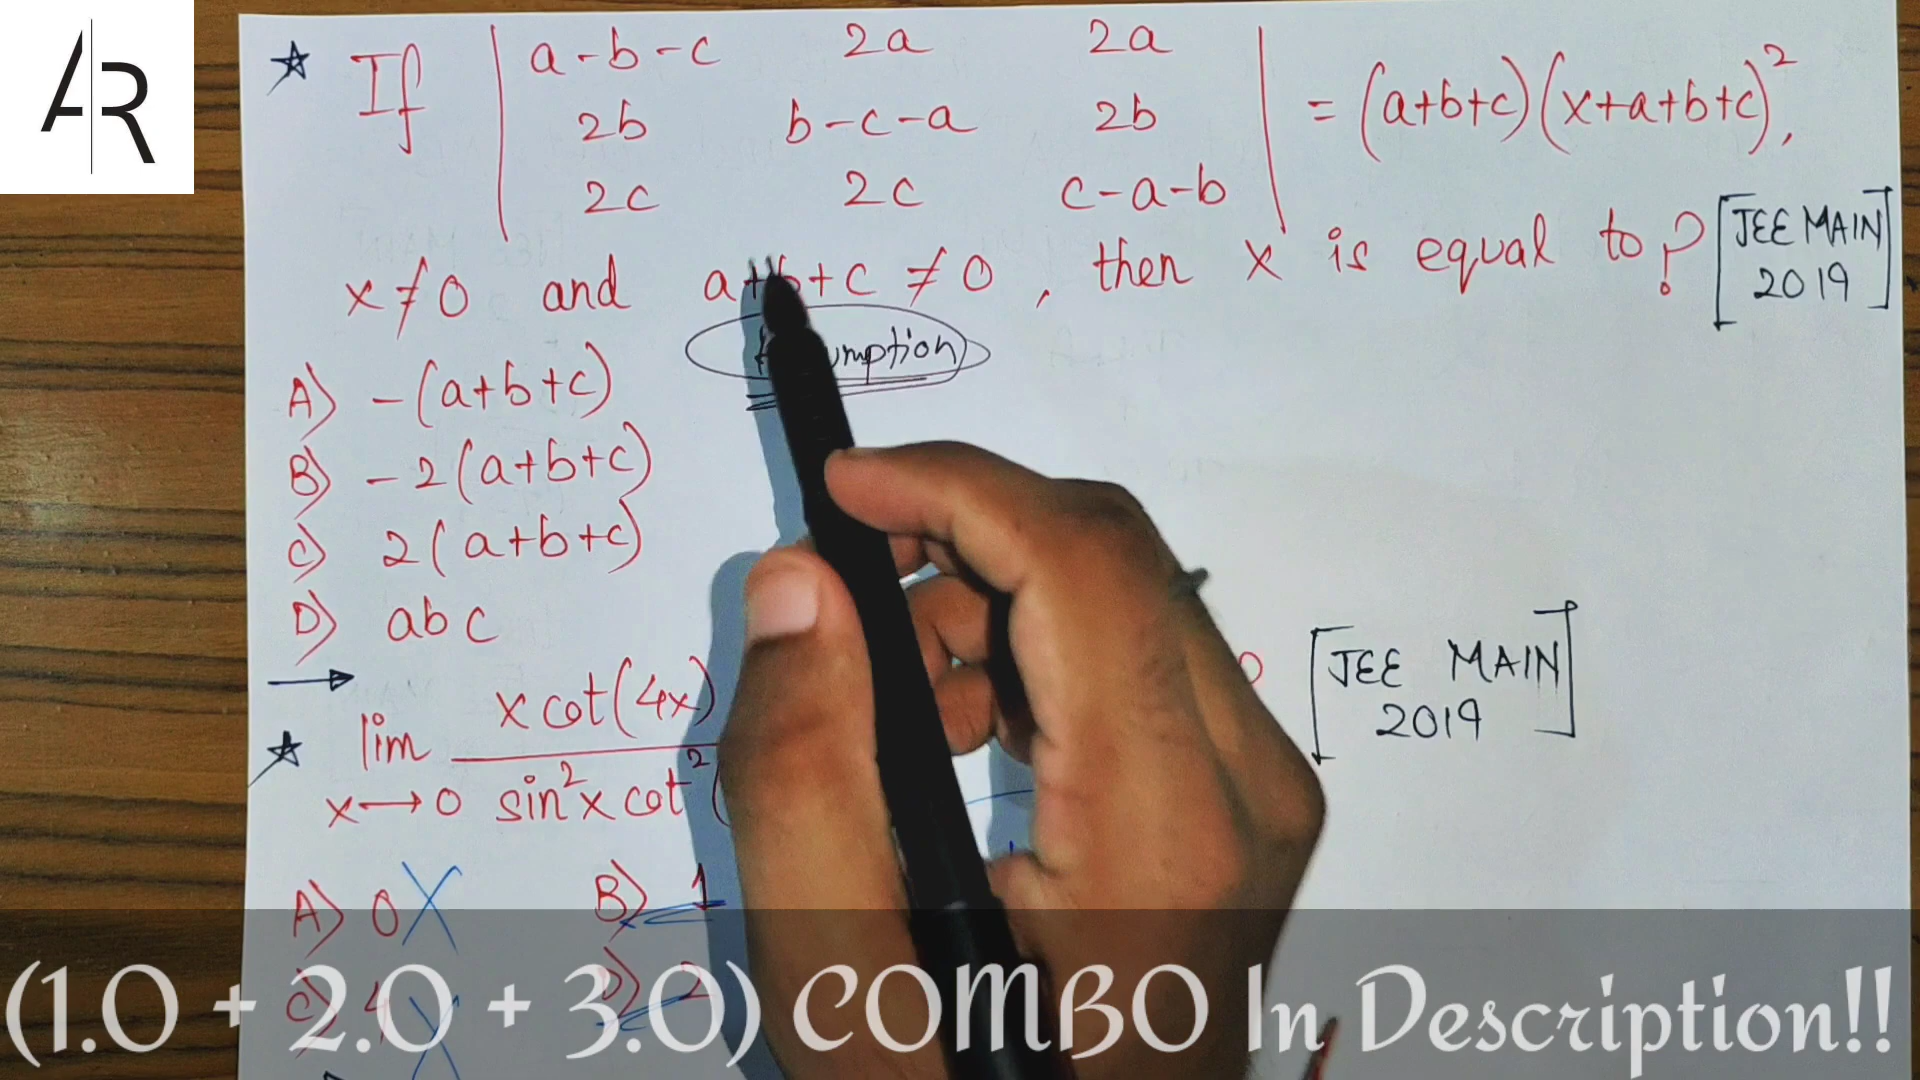 AR
☆ If | a-b-c 2a 2a |
| 2b b-c-a 2b | = (a+b+c)(x+a+b+c)²,
| 2c 2c c-a-b |
x≠0 and a+b+c ≠ 0, then x is equal to? [JEE MAIN
2019]
A) -(a+b+c)
B) -2(a+b+c)
C) 2(a+b+c)
D) abc
→
☆ lim x cot(4x) [JEE MAIN
x→0 sin²x cot²( 2019]
A) 0 X B) 1
C) 4 X D) 2
(1.0 + 2.0 + 3.0) COMBO In Description!!